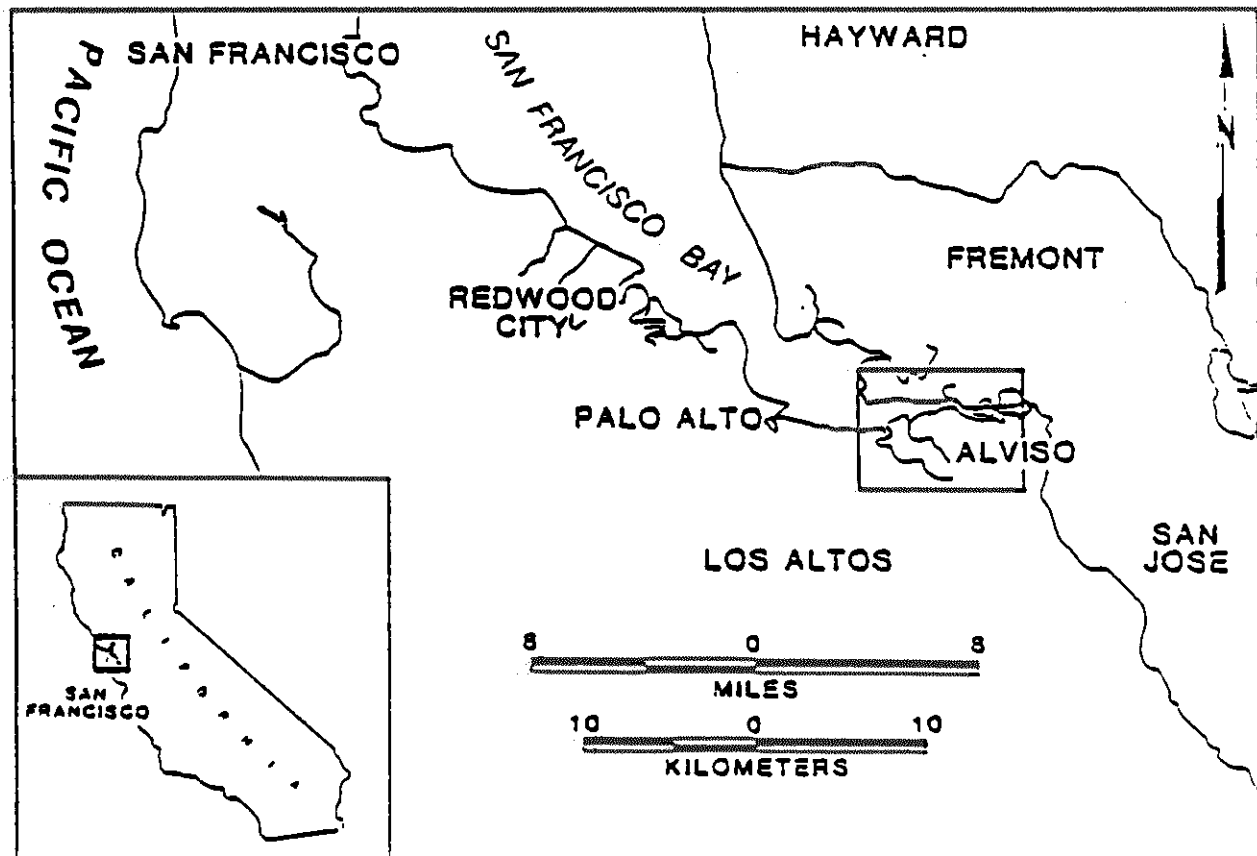 PACIFIC OCEAN
SAN FRANCISCO
SAN FRANCISCO BAY
HAYWARD
N
FREMONT
REDWOOD
CITY
PALO ALTO
ALVISO
LOS ALTOS
SAN
JOSE
8 0 8
MILES
10 0 10
KILOMETERS
CALIFORNIA
SAN
FRANCISCO